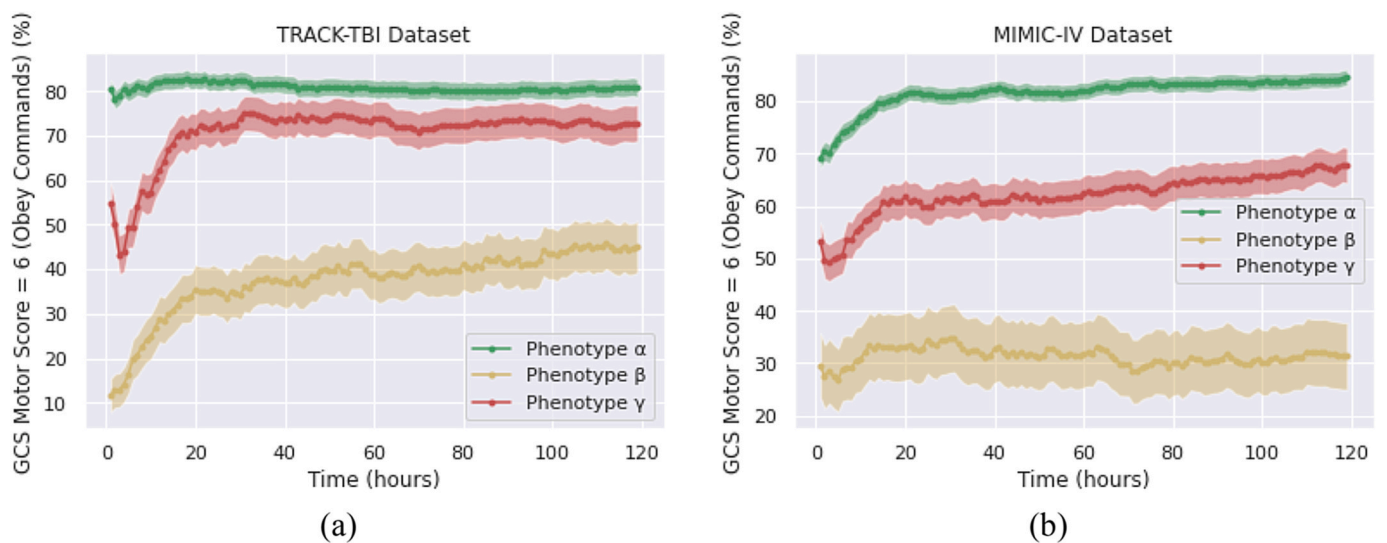 TRACK-TBI Dataset
GCS Motor Score = 6 (Obey Commands) (%)
80
70
60
50
40
30
20
10
Phenotype α
Phenotype β
Phenotype γ
0 20 40 60 80 100 120
Time (hours)
(a)
MIMIC-IV Dataset
GCS Motor Score = 6 (Obey Commands) (%)
80
70
60
50
40
30
20
Phenotype α
Phenotype β
Phenotype γ
0 20 40 60 80 100 120
Time (hours)
(b)